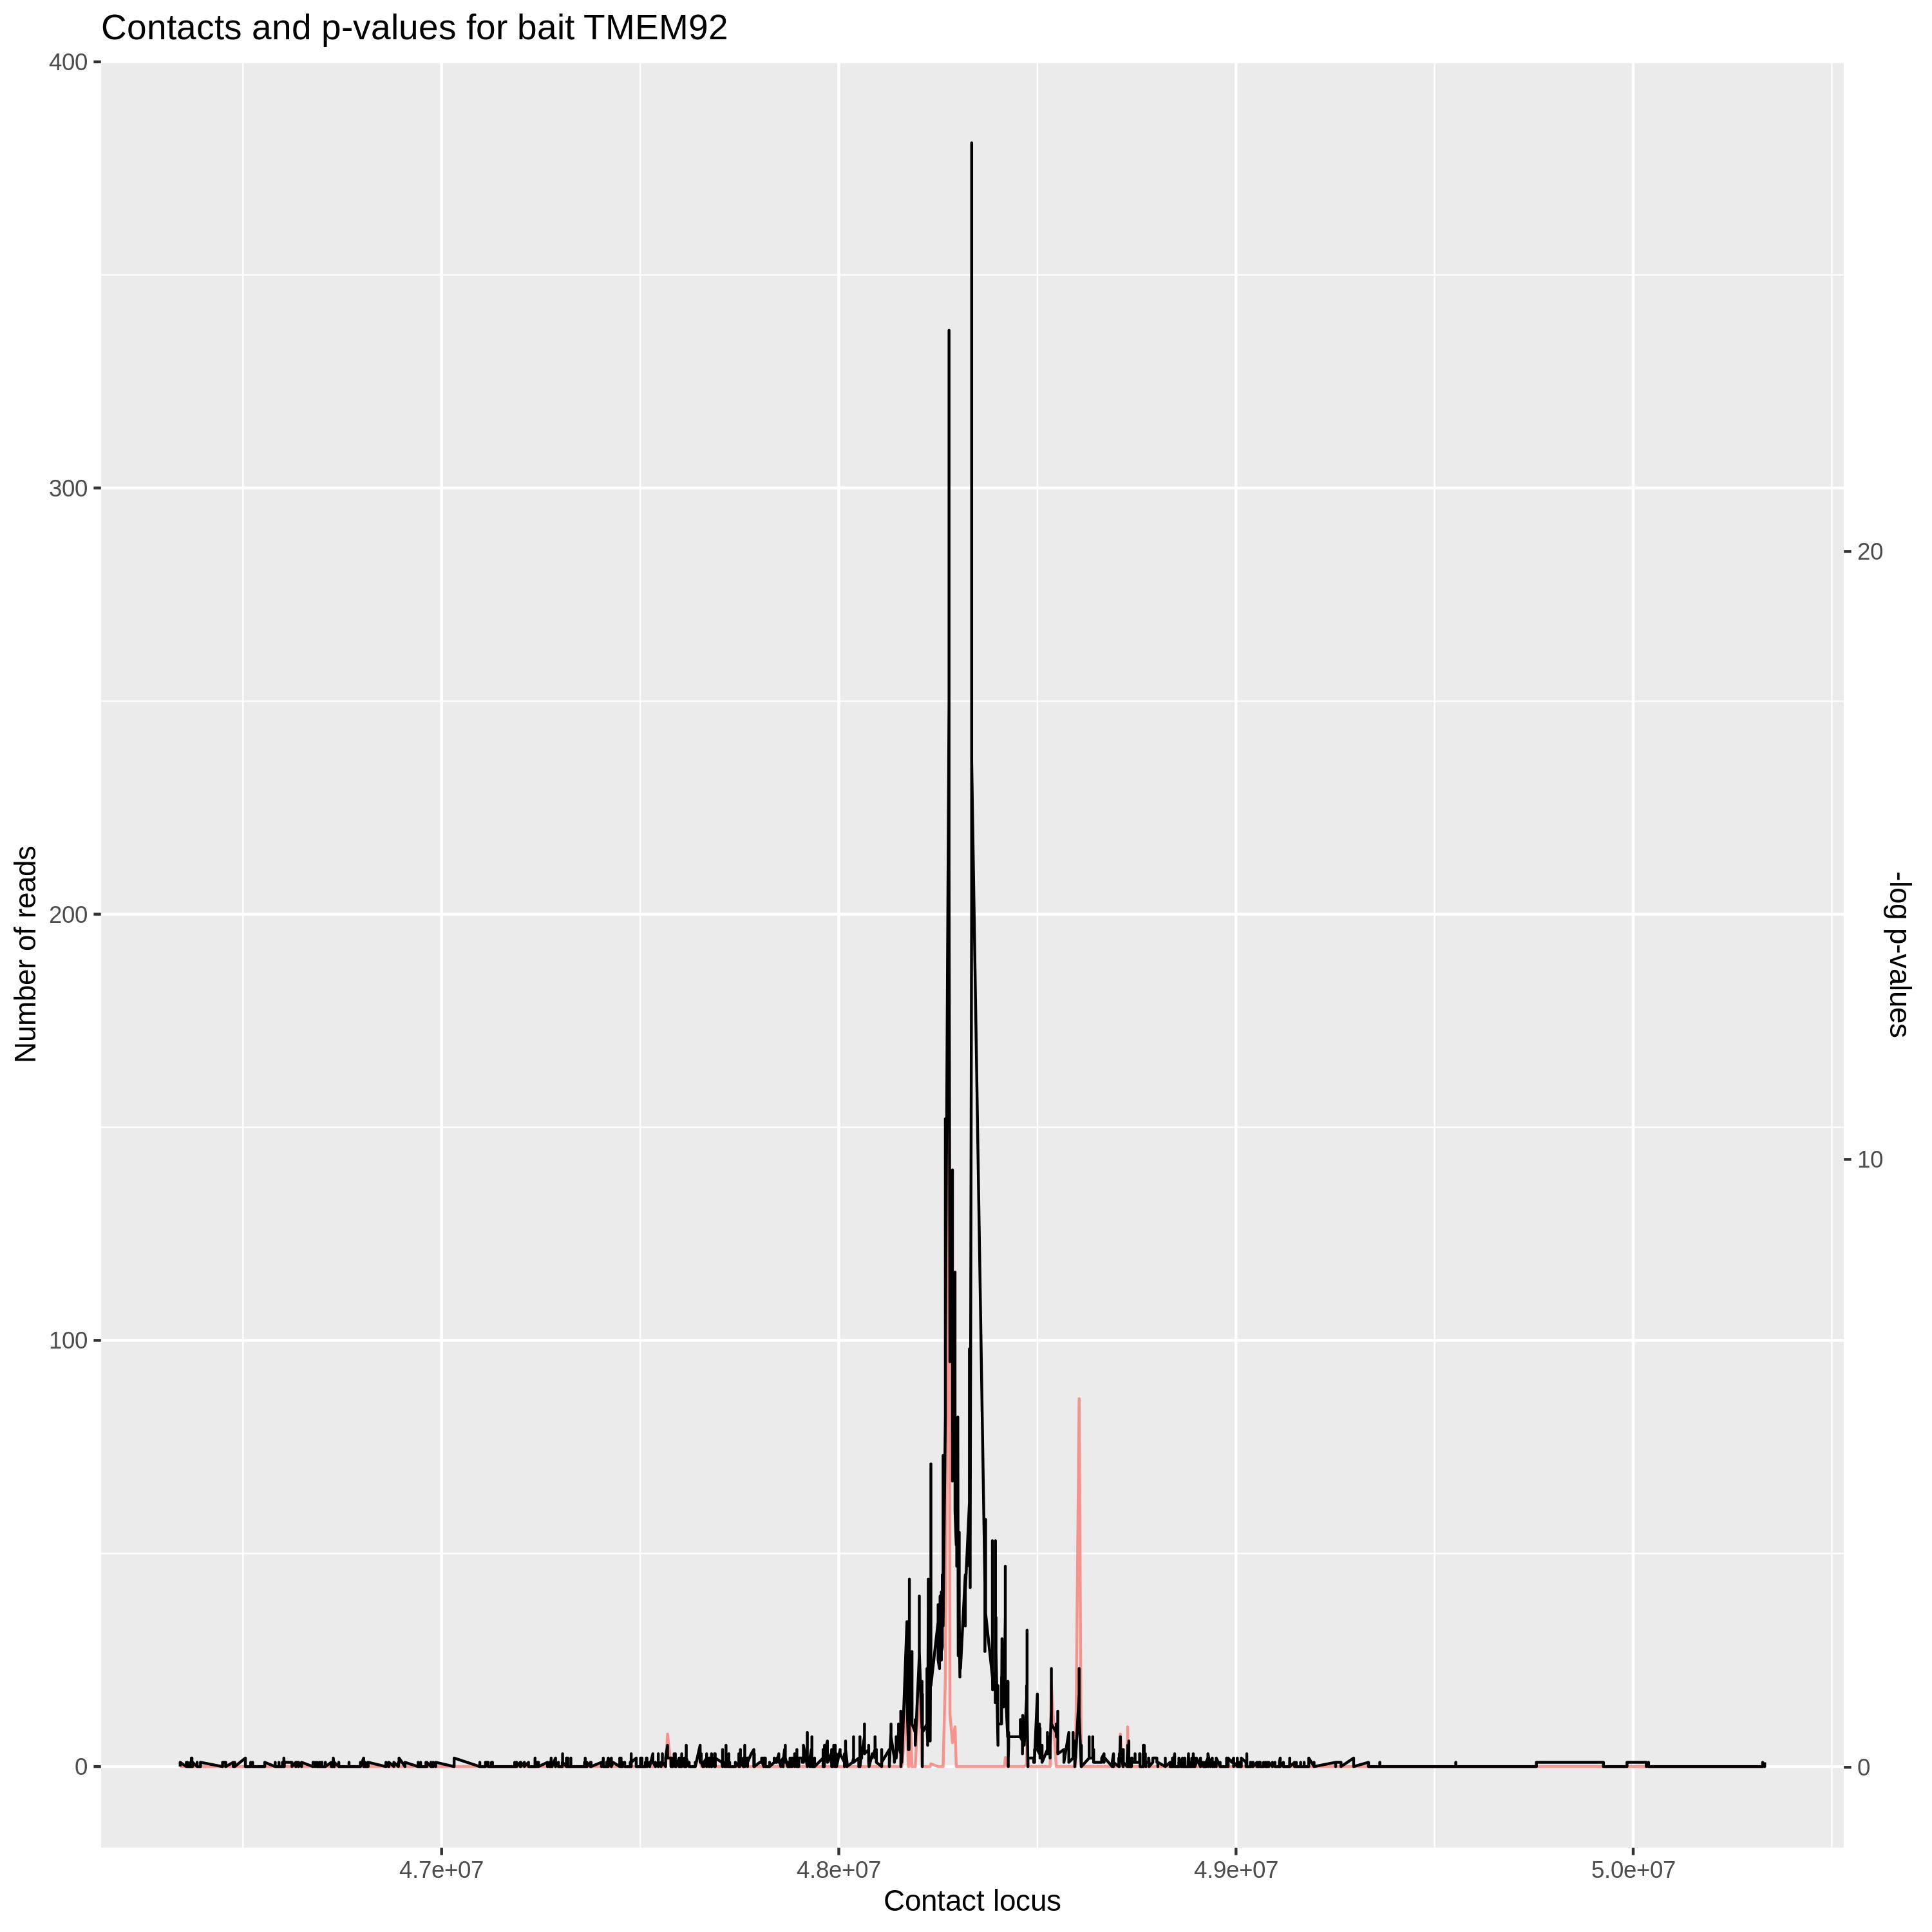 Contacts and p-values for bait TMEM92
400
300
200
100
0
Number of reads
20
10
0
-log p-values
4.7e+07
4.8e+07
4.9e+07
5.0e+07
Contact locus